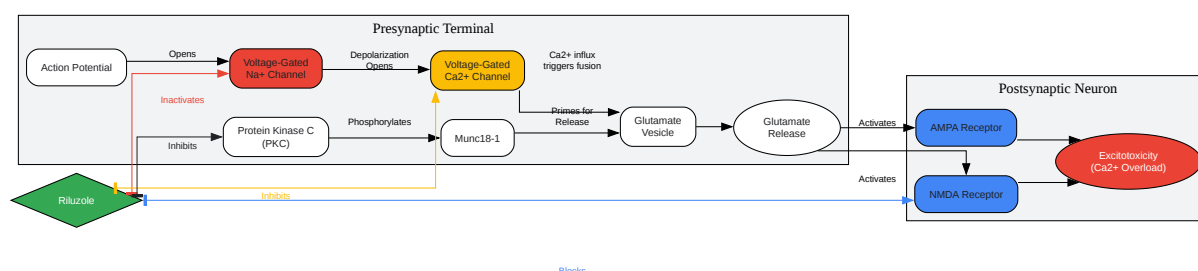 Presynaptic Terminal
Action Potential
Opens
Voltage-Gated
Na+ Channel
Depolarization
Opens
Voltage-Gated
Ca2+ Channel
Ca2+ influx
triggers fusion
Inactivates
Protein Kinase C
(PKC)
Inhibits
Phosphorylates
Munc18-1
Primes for
Release
Glutamate
Vesicle
Glutamate
Release
Activates
Activates
Postsynaptic Neuron
AMPA Receptor
NMDA Receptor
Excitotoxicity
(Ca2+ Overload)
Riluzole
Inhibits
Blocks